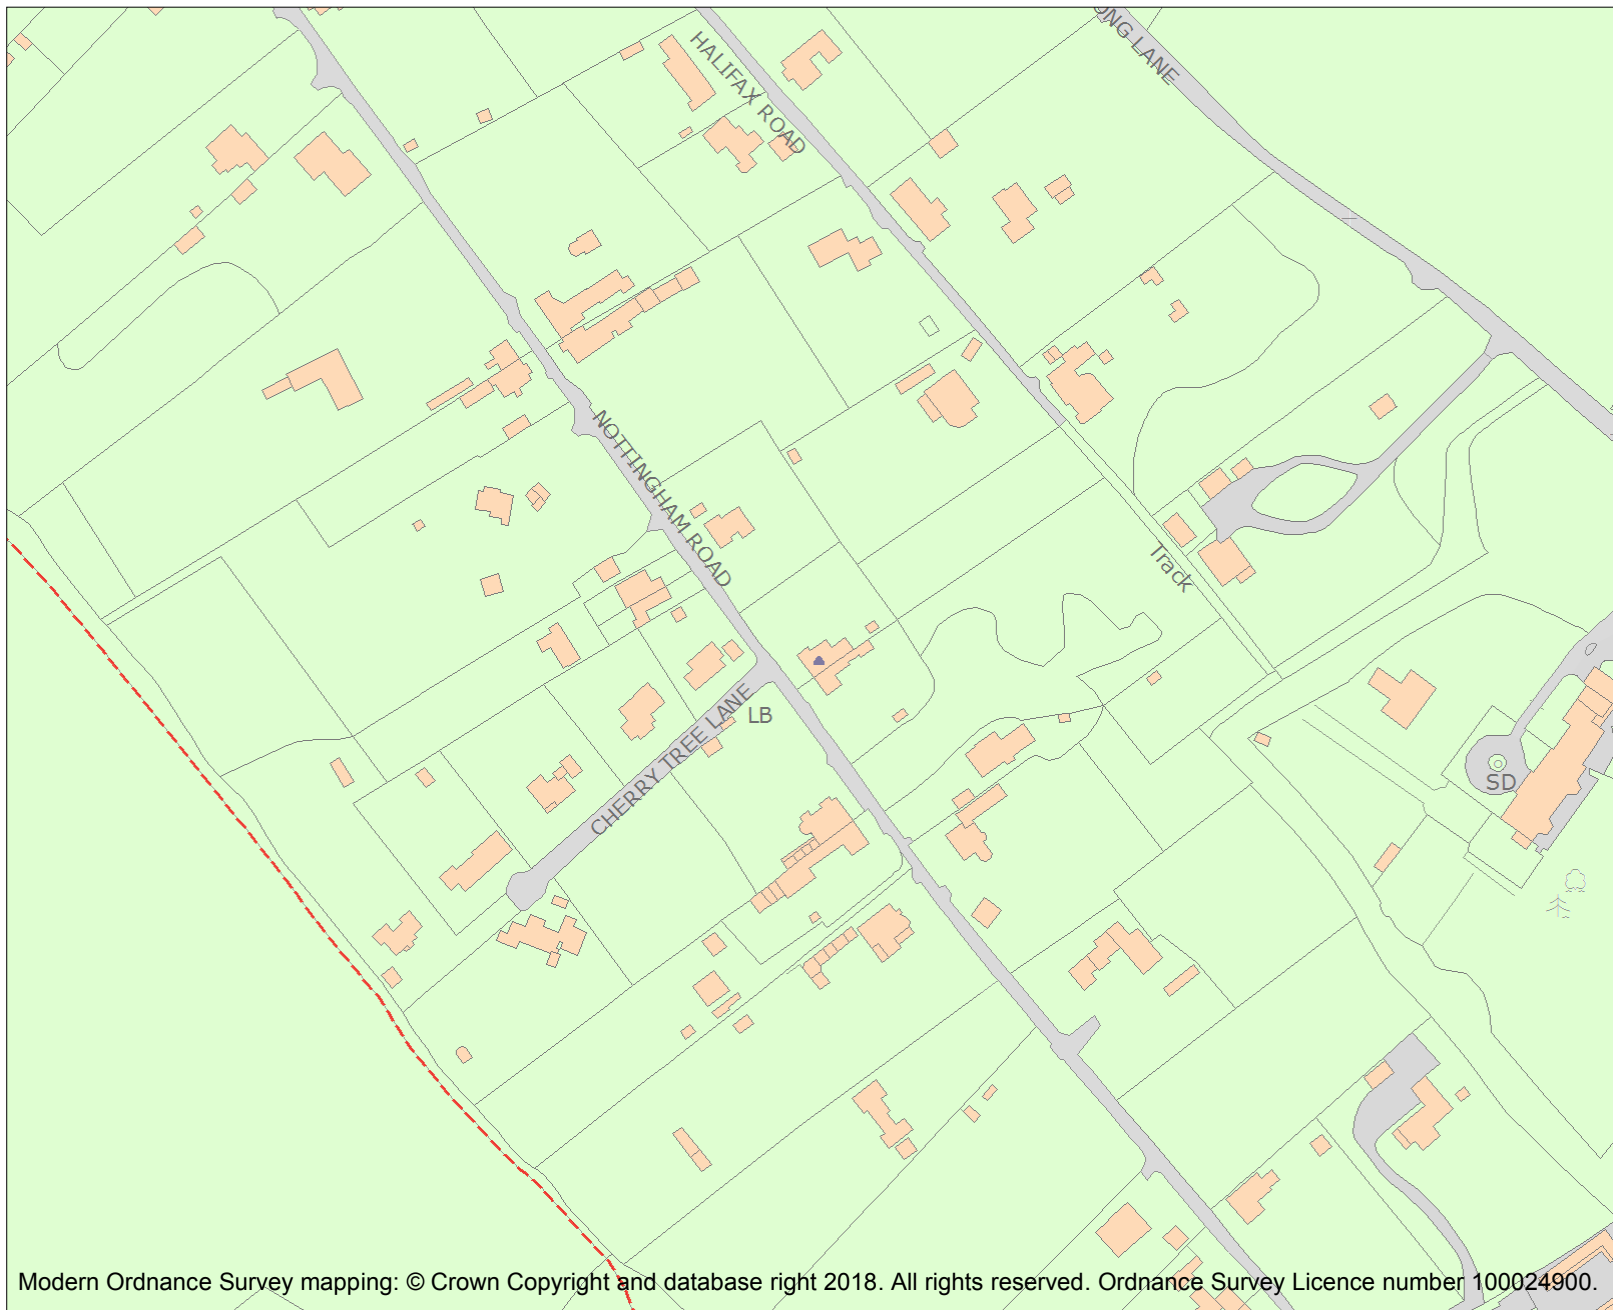 ONG LANE
HALIFAX ROAD
NOTTINGHAM ROAD
Track
CHERRY TREE LANE
LB
SD
Modern Ordnance Survey mapping: © Crown Copyright and database right 2018. All rights reserved. Ordnance Survey Licence number 100024900.